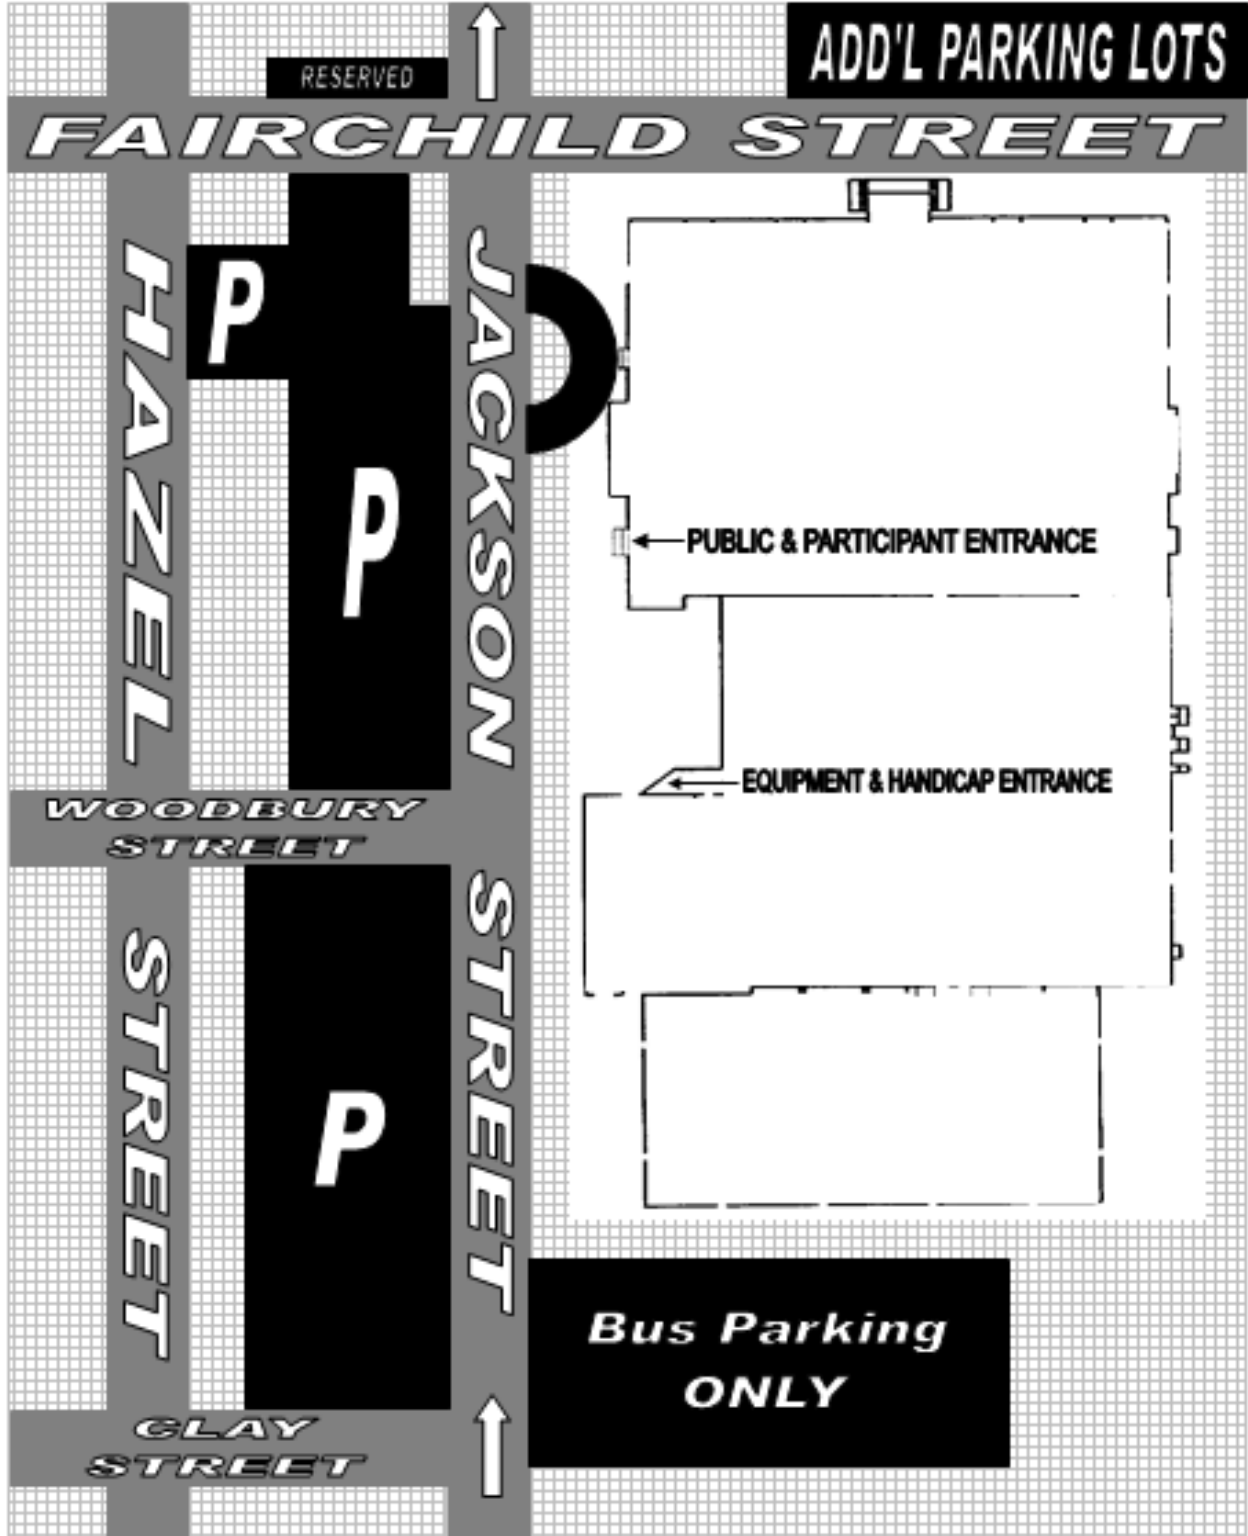 ADD'L PARKING LOTS
RESERVED
FAIRCHILD STREET
HAZEL
STREET
P
P
JACKSON
STREET
PUBLIC & PARTICIPANT ENTRANCE
EQUIPMENT & HANDICAP ENTRANCE
WOODBURY
STREET
P
Bus Parking
ONLY
CLAY
STREET